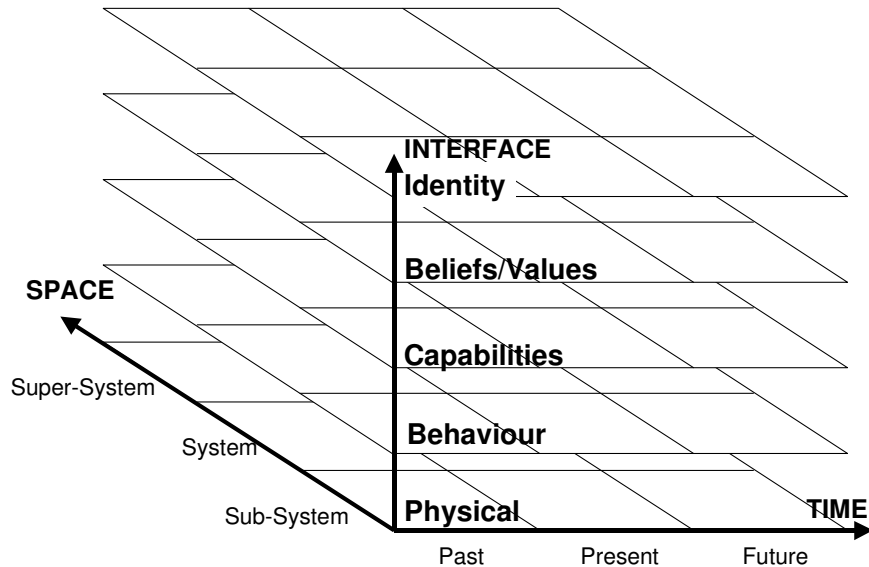 INTERFACE
Identity
Beliefs/Values
SPACE
Capabilities
Super-System
Behaviour
System
Physical
TIME
Sub-System
Past Present Future